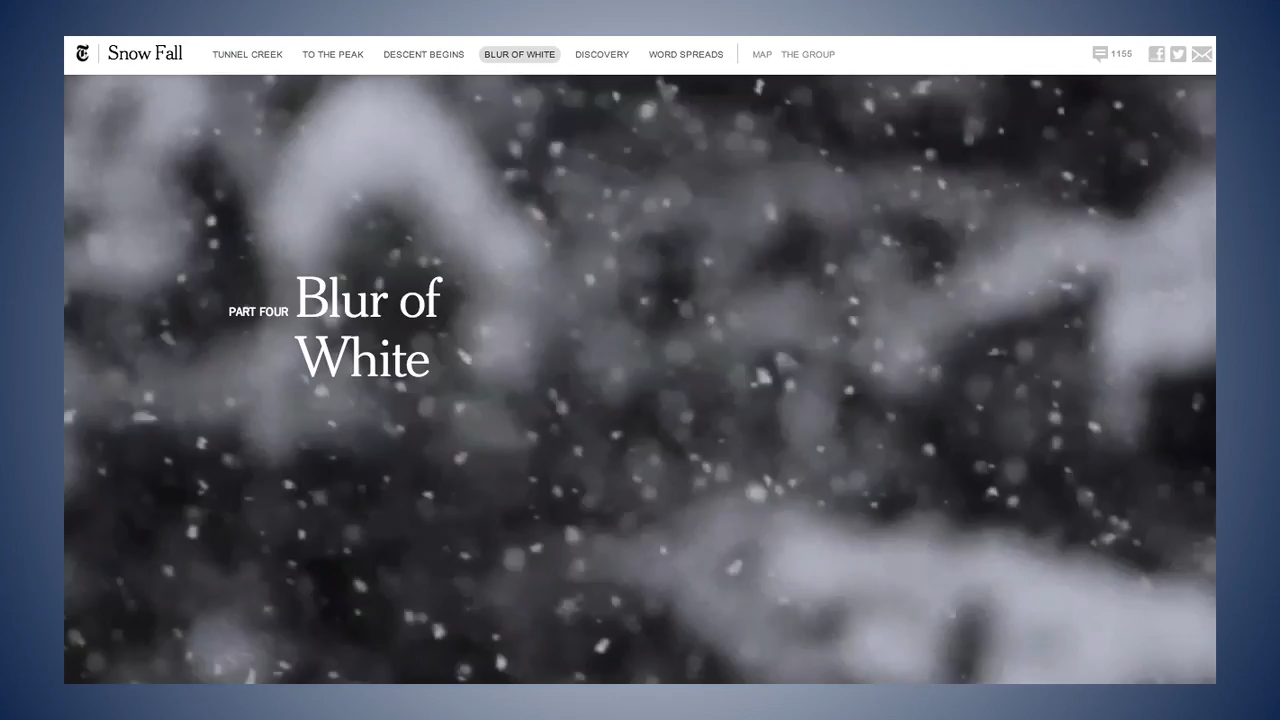 Snow Fall
TUNNEL CREEK TO THE PEAK DESCENT BEGINS BLUR OF WHITE DISCOVERY WORD SPREADS MAP THE GROUP 1155
PART FOUR Blur of
White